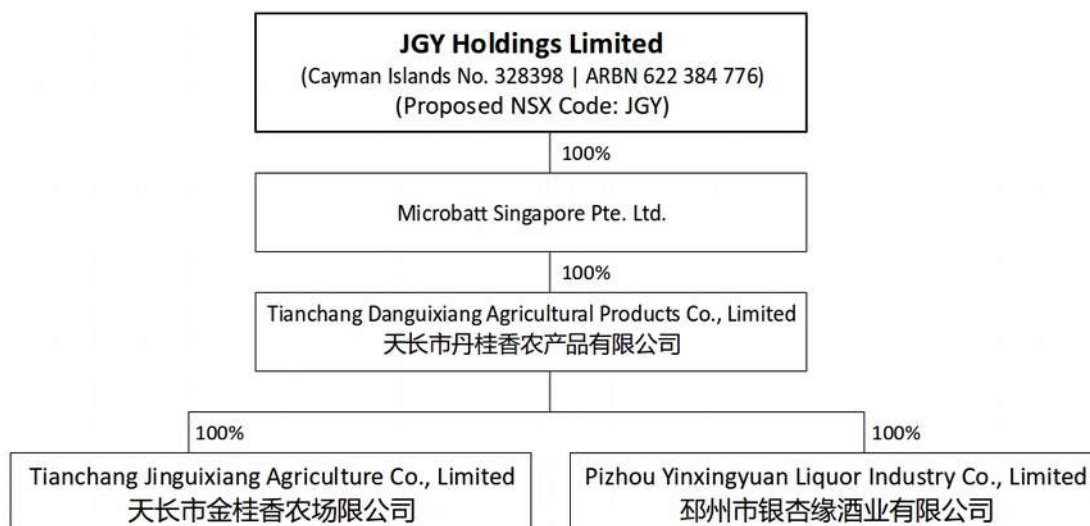 JGY Holdings Limited
(Cayman Islands No. 328398 | ARBN 622 384 776)
(Proposed NSX Code: JGY)
100%
Microbatt Singapore Pte. Ltd.
100%
Tianchang Danguixiang Agricultural Products Co., Limited
天长市丹桂香农产品有限公司
100%
100%
Tianchang Jinguixiang Agriculture Co., Limited
天长市金桂香农场限公司
Pizhou Yinxingyuan Liquor Industry Co., Limited
邳州市银杏缘酒业有限公司